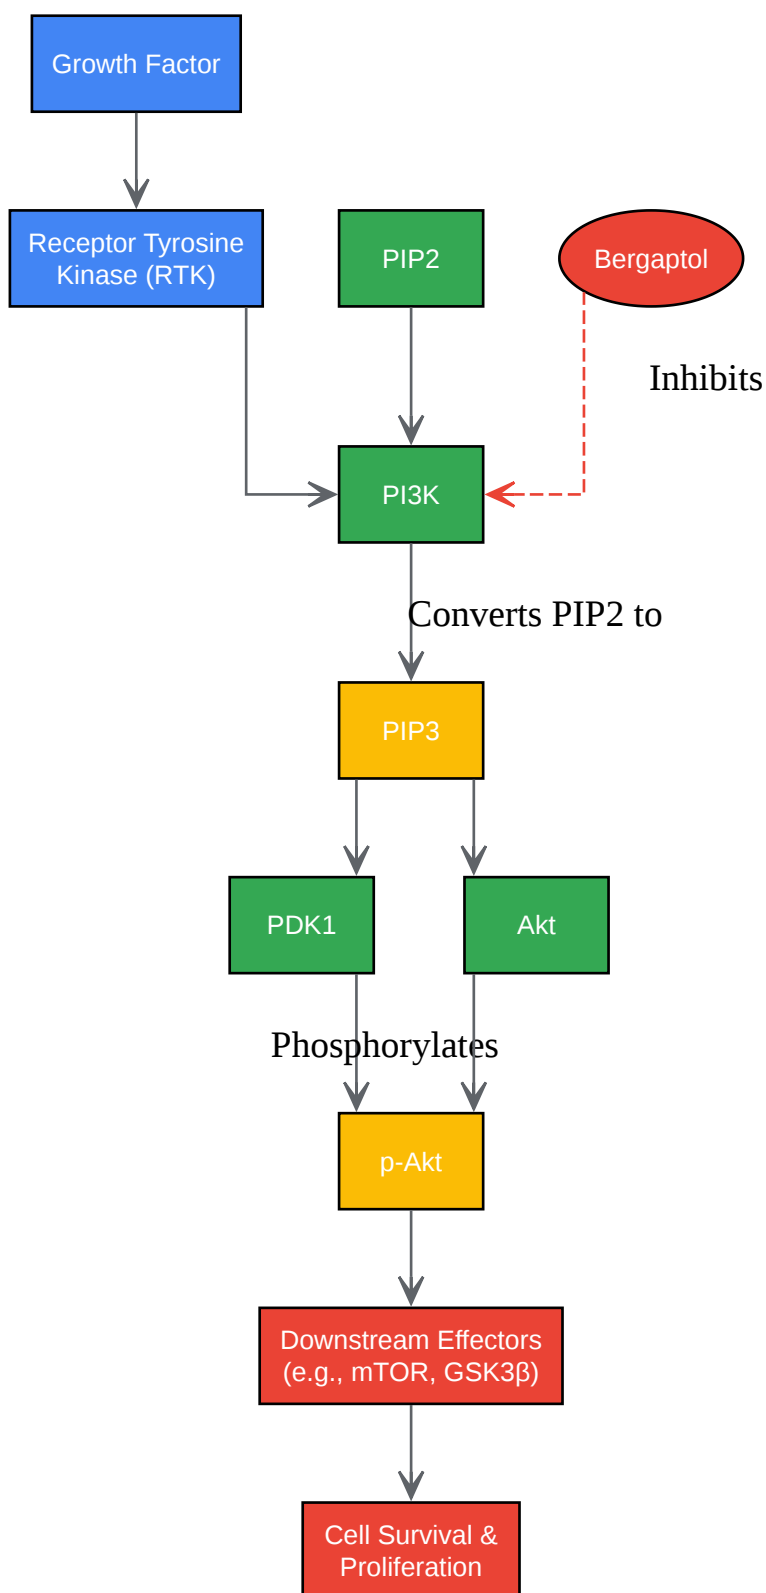 Growth Factor
Receptor Tyrosine
Kinase (RTK)
PIP2
Bergaptol
Inhibits
PI3K
Converts PIP2 to
PIP3
PDK1
Akt
Phosphorylates
p-Akt
Downstream Effectors
(e.g., mTOR, GSK3β)
Cell Survival &
Proliferation